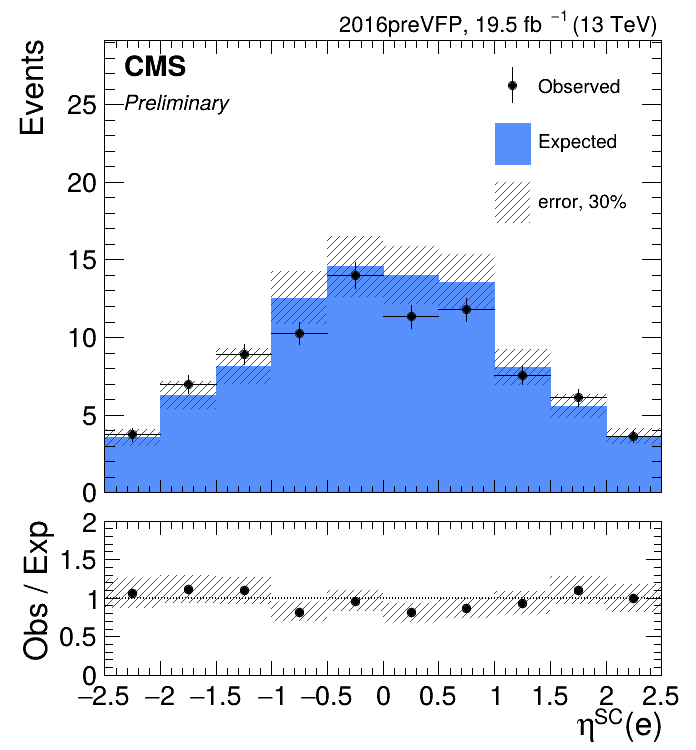 2016preVFP, 19.5 fb⁻¹ (13 TeV)
CMS
Preliminary
Events
Observed
Expected
error, 30%
25
20
15
10
5
0
Obs / Exp
2
1.5
1
0.5
0
−2.5 −2 −1.5 −1 −0.5 0 0.5 1 1.5 2 2.5
η^SC(e)